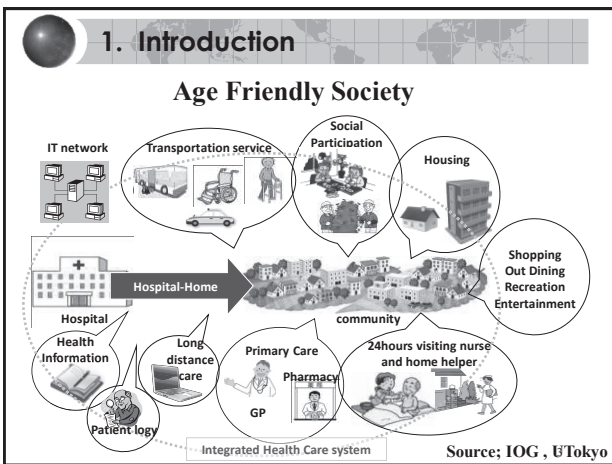 1. Introduction
Age Friendly Society
IT network
Transportation service
Social
Participation
Housing
Shopping
Out Dining
Recreation
Entertainment
Hospital-Home
Hospital
community
Health
Information
Long
distance
care
Primary Care
Pharmacy
GP
24hours visiting nurse
and home helper
Patient logy
Integrated Health Care system
Source; IOG , UTokyo